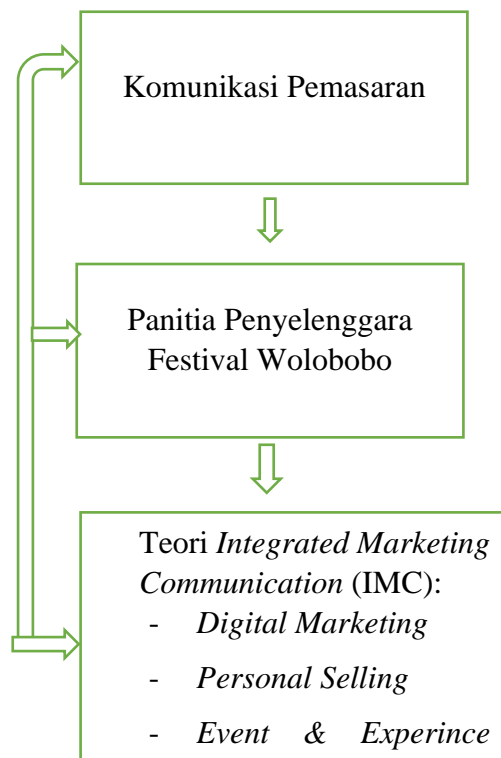 Komunikasi Pemasaran
Panitia Penyelenggara
Festival Wolobobo
Teori Integrated Marketing
Communication (IMC):
- Digital Marketing
- Personal Selling
- Event & Experince